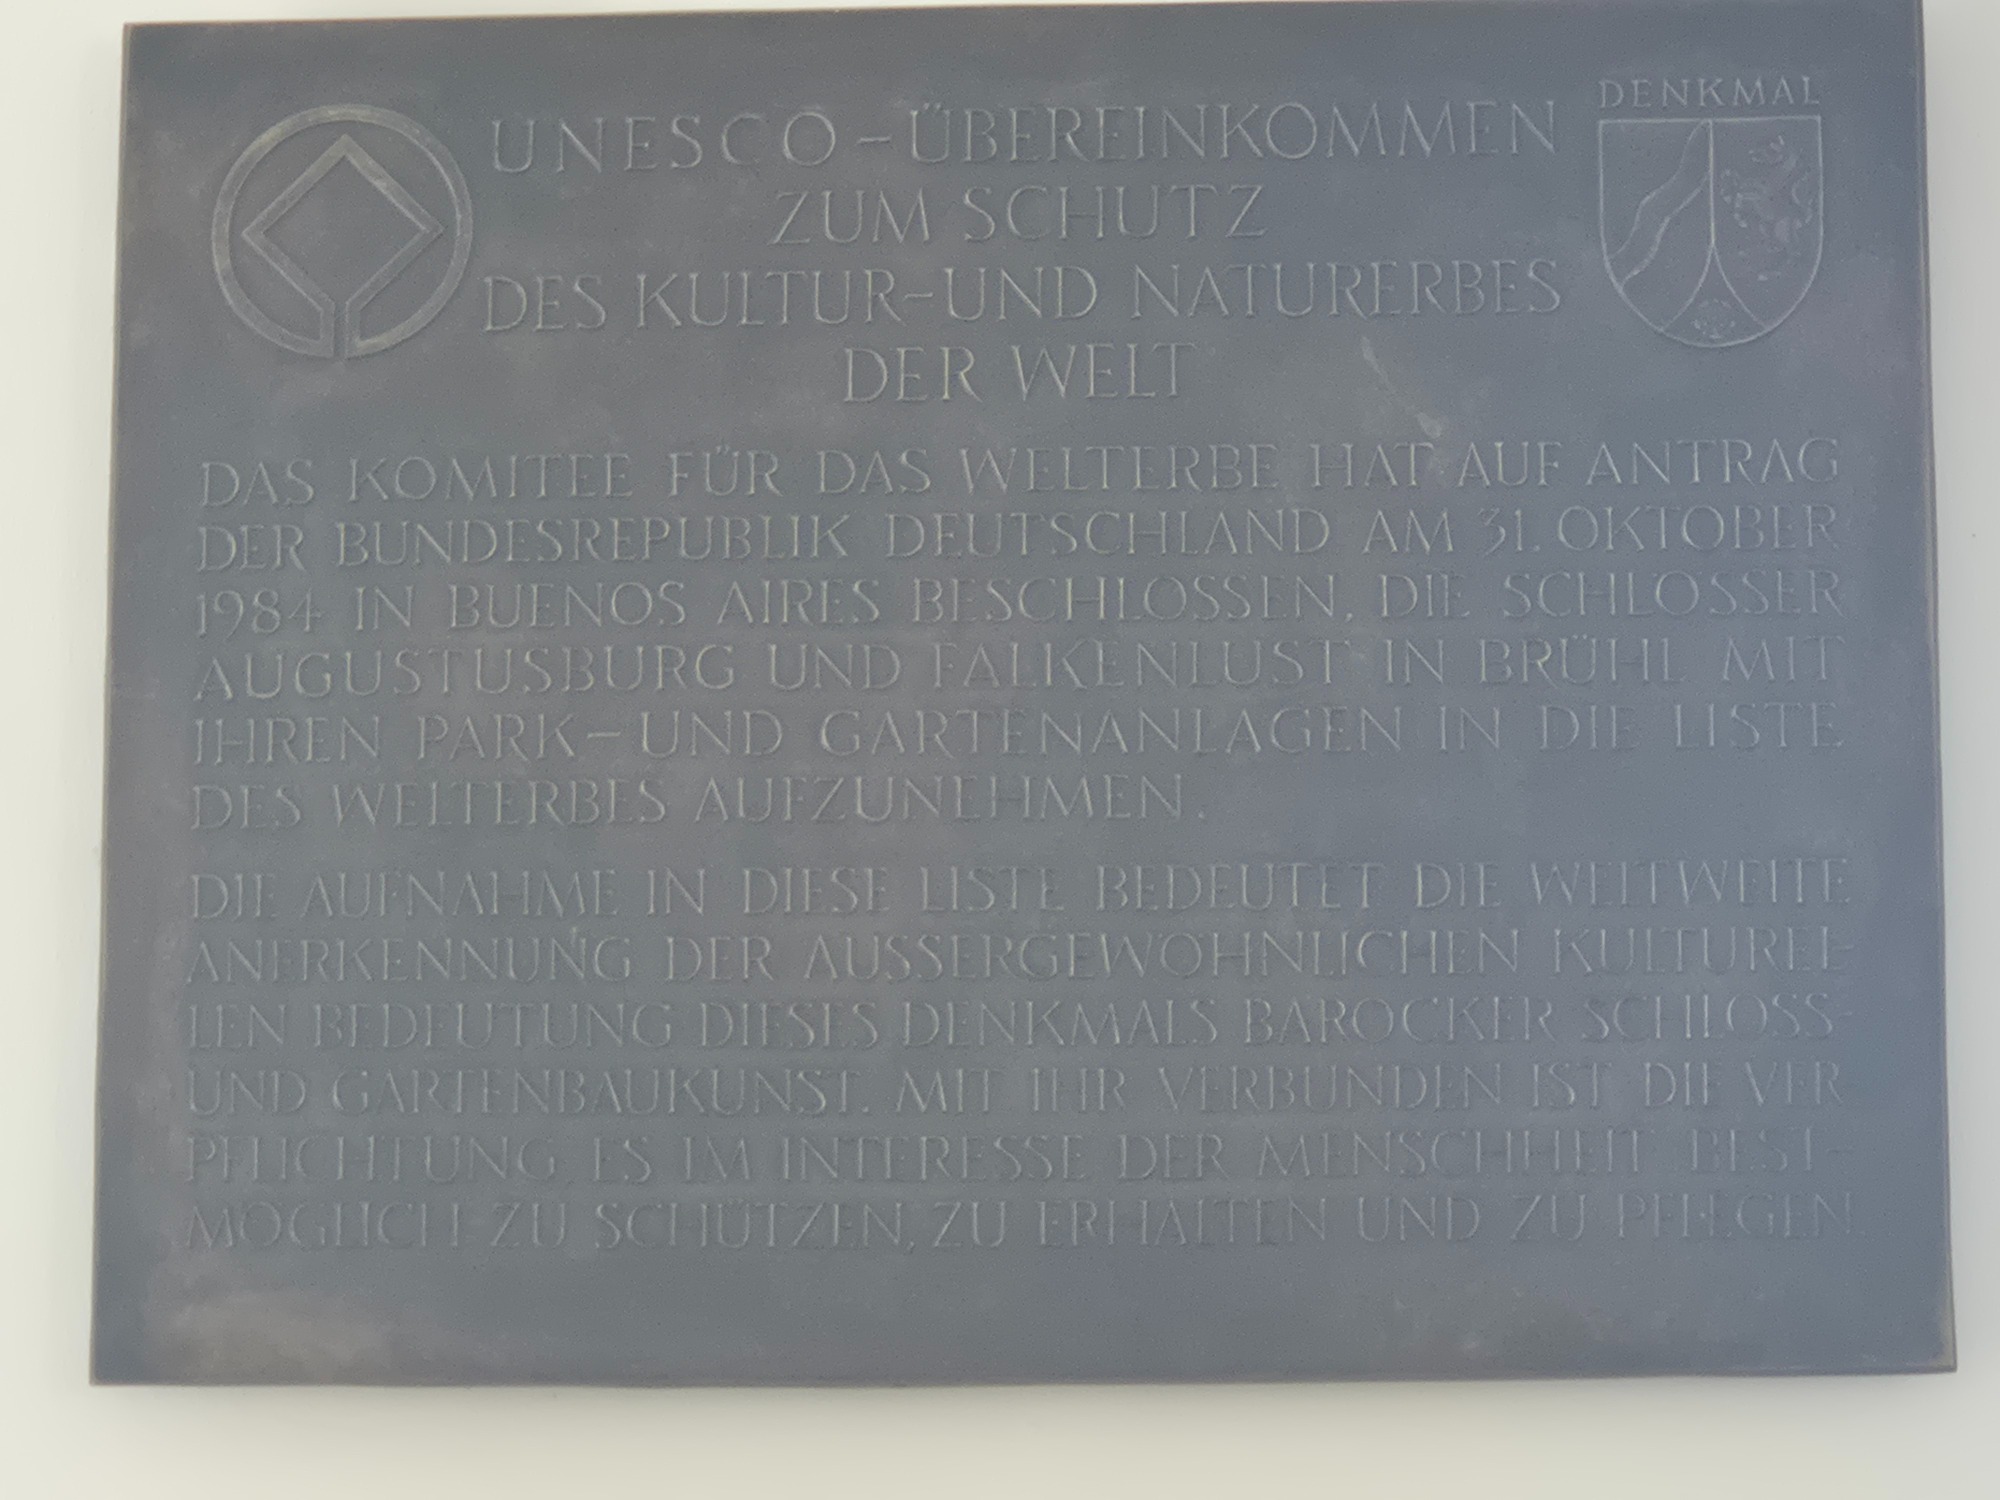 DENKMAL
UNESCO-ÜBEREINKOMMEN
ZUM SCHUTZ
DES KULTUR-UND NATURERBES
DER WELT
DAS KOMITEE FÜR DAS WELTERBE HAT AUF ANTRAG
DER BUNDESREPUBLIK DEUTSCHLAND AM 31. OKTOBER
1984 IN BUENOS AIRES BESCHLOSSEN, DIE SCHLÖSSER
AUGUSTUSBURG UND FALKENLUST IN BRÜHL MIT
IHREN PARK-UND GARTENANLAGEN IN DIE LISTE
DES WELTERBES AUFZUNEHMEN.
DIE AUFNAHME IN DIESE LISTE BEDEUTET DIE WELTWEITE
ANERKENNUNG DER AUSSERGEWÖHNLICHEN KULTUREL-
LEN BEDEUTUNG DIESES DENKMALS BAROCKER SCHLOSS-
UND GARTENBAUKUNST. MIT IHR VERBUNDEN IST DIE VER
PFLICHTUNG, ES IM INTERESSE DER MENSCHHEIT BEST-
MÖGLICH ZU SCHÜTZEN, ZU ERHALTEN UND ZU PFLEGEN.